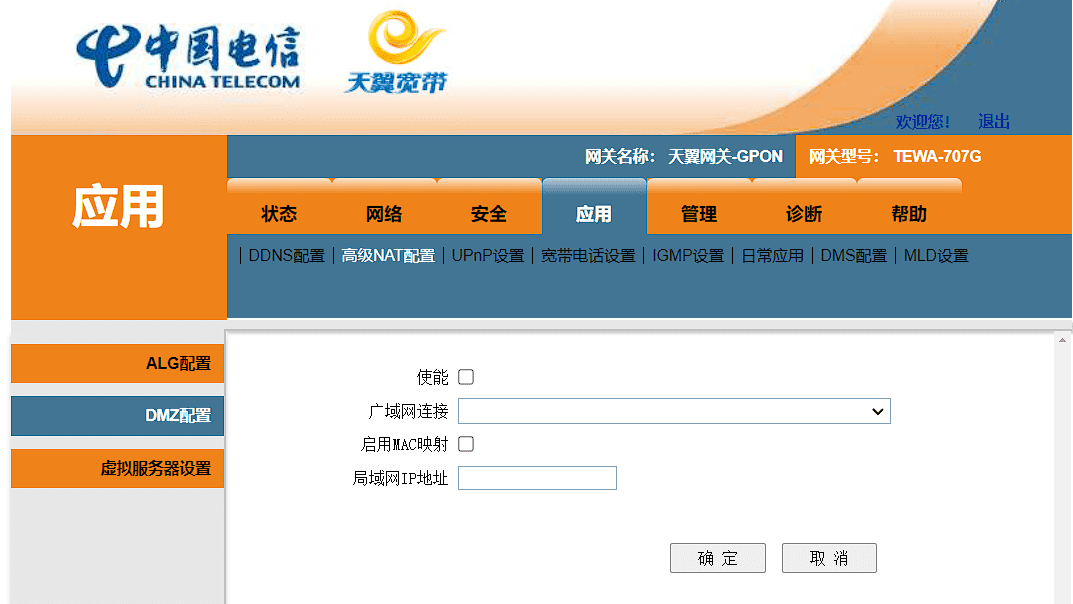 中国电信
CHINA TELECOM
天翼宽带
欢迎您! 退出
网关名称: 天翼网关-GPON 网关型号: TEWA-707G
应用
状态 网络 安全 应用 管理 诊断 帮助
| DDNS配置 | 高级NAT配置 | UPnP设置 | 宽带电话设置 | IGMP设置 | 日常应用 | DMS配置 | MLD设置
ALG配置
DMZ配置
虚拟服务器设置
使能
广域网连接
启用MAC映射
局域网IP地址
确 定 取 消